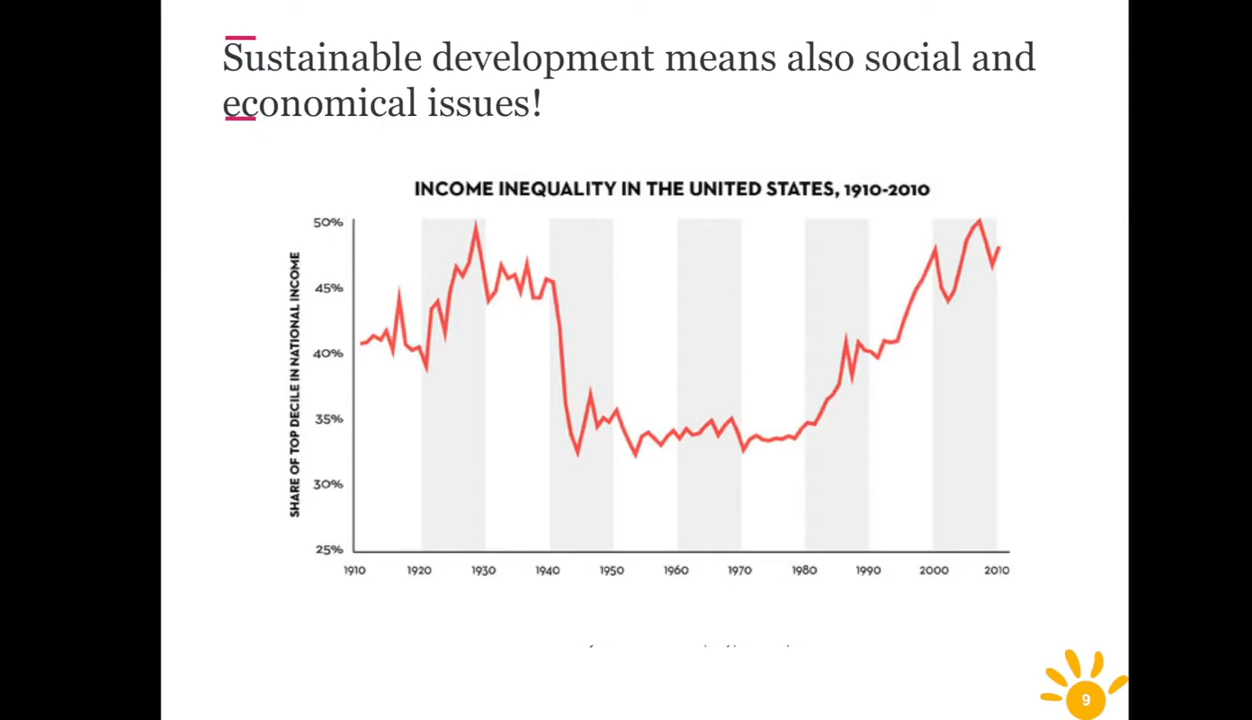 Sustainable development means also social and
economical issues!
INCOME INEQUALITY IN THE UNITED STATES, 1910-2010
SHARE OF TOP DECILE IN NATIONAL INCOME
50%
45%
40%
35%
30%
25%
1910 1920 1930 1940 1950 1960 1970 1980 1990 2000 2010
9